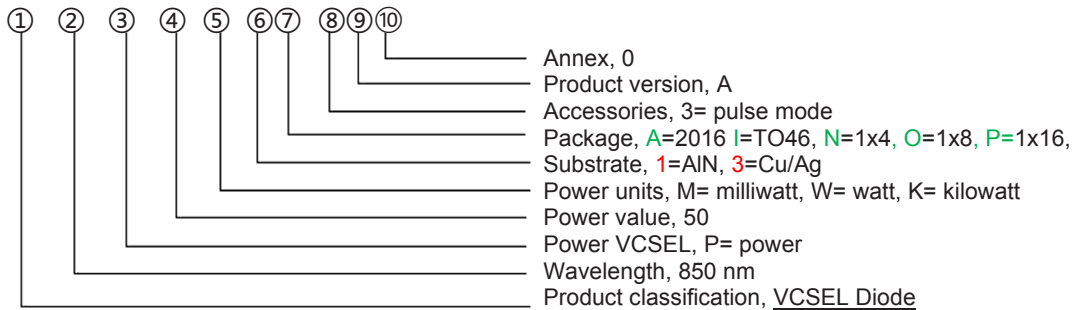 ① ② ③ ④ ⑤ ⑥⑦ ⑧⑨⑩
Annex, 0
Product version, A
Accessories, 3= pulse mode
Package, A=2016 I=TO46, N=1x4, O=1x8, P=1x16,
Substrate, 1=AlN, 3=Cu/Ag
Power units, M= milliwatt, W= watt, K= kilowatt
Power value, 50
Power VCSEL, P= power
Wavelength, 850 nm
Product classification, VCSEL Diode